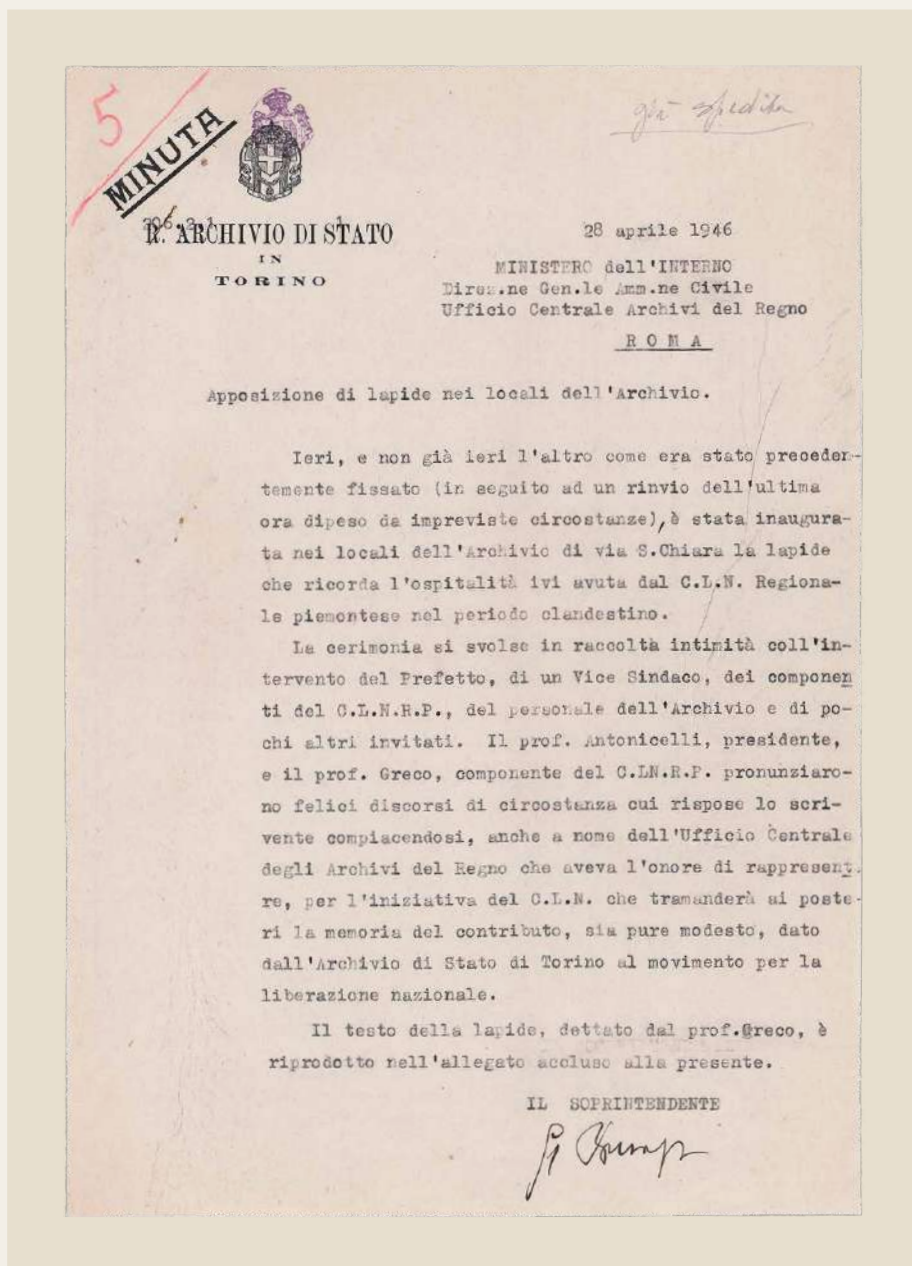 5
MINUTA
già spedita
R. ARCHIVIO DI STATO
IN
TORINO
28 aprile 1946
MINISTERO dell'INTERNO
Direz.ne Gen.le Amm.ne Civile
Ufficio Centrale Archivi del Regno
R O M A
Apposizione di lapide nei locali dell'Archivio.
Ieri, e non già ieri l'altro come era stato preceden-
temente fissato (in seguito ad un rinvio dell'ultima
ora dipeso da impreviste circostanze), è stata inaugura-
ta nei locali dell'Archivio di via S.Chiara la lapide
che ricorda l'ospitalità ivi avuta dal C.L.N. Regiona-
le piemontese nel periodo clandestino.
La cerimonia si svolse in raccolta intimità coll'in-
tervento del Prefetto, di un Vice Sindaco, dei componen
ti del C.L.N.R.P., del personale dell'Archivio e di po-
chi altri invitati. Il prof. Antonicelli, presidente,
e il prof. Greco, componente del C.LN.R.P. pronunziaro-
no felici discorsi di circostanza cui rispose lo scri-
vente compiacendosi, anche a nome dell'Ufficio Centrale
degli Archivi del Regno che aveva l'onore di rappresent.
re, per l'iniziativa del C.L.N. che tramanderà ai poste-
ri la memoria del contributo, sia pure modesto, dato
dall'Archivio di Stato di Torino al movimento per la
liberazione nazionale.
Il testo della lapide, dettato dal prof.Greco, è
riprodotto nell'allegato accluso alla presente.
IL SOPRINTENDENTE